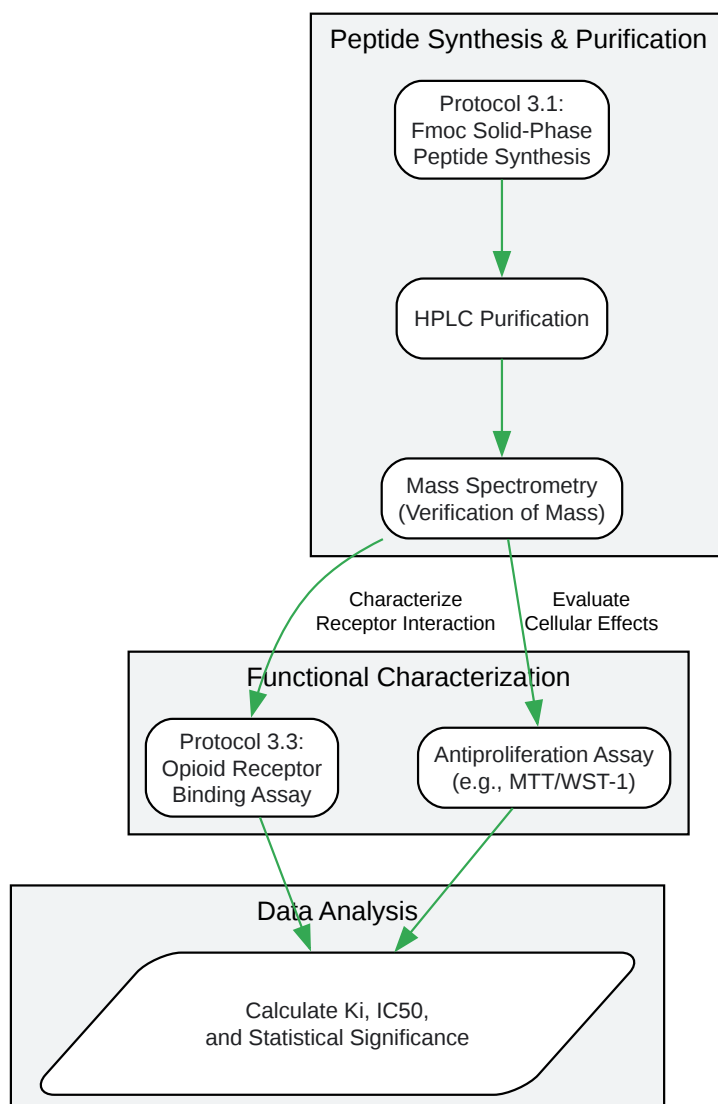 Peptide Synthesis & Purification
Protocol 3.1:
Fmoc Solid-Phase
Peptide Synthesis
HPLC Purification
Mass Spectrometry
(Verification of Mass)
Characterize
Receptor Interaction
Evaluate
Cellular Effects
Functional Characterization
Protocol 3.3:
Opioid Receptor
Binding Assay
Antiproliferation Assay
(e.g., MTT/WST-1)
Data Analysis
Calculate Ki, IC50,
and Statistical Significance